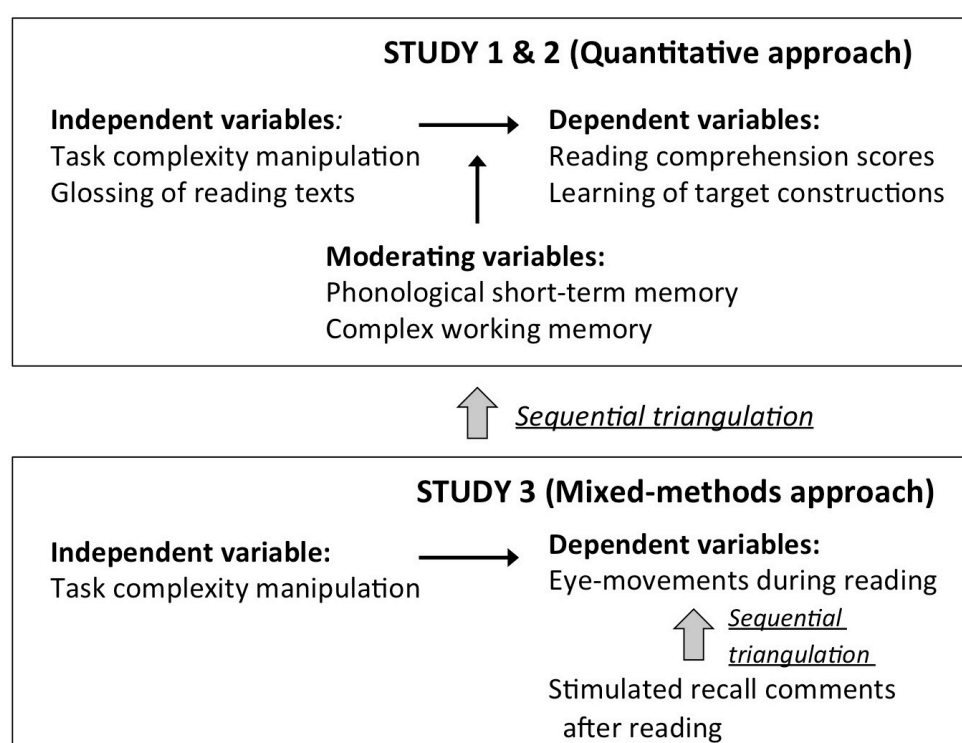 STUDY 1 & 2 (Quantitative approach)
Independent variables:
Task complexity manipulation
Glossing of reading texts
Dependent variables:
Reading comprehension scores
Learning of target constructions
Moderating variables:
Phonological short-term memory
Complex working memory
Sequential triangulation
STUDY 3 (Mixed-methods approach)
Independent variable:
Task complexity manipulation
Dependent variables:
Eye-movements during reading
Sequential
triangulation
Stimulated recall comments
after reading